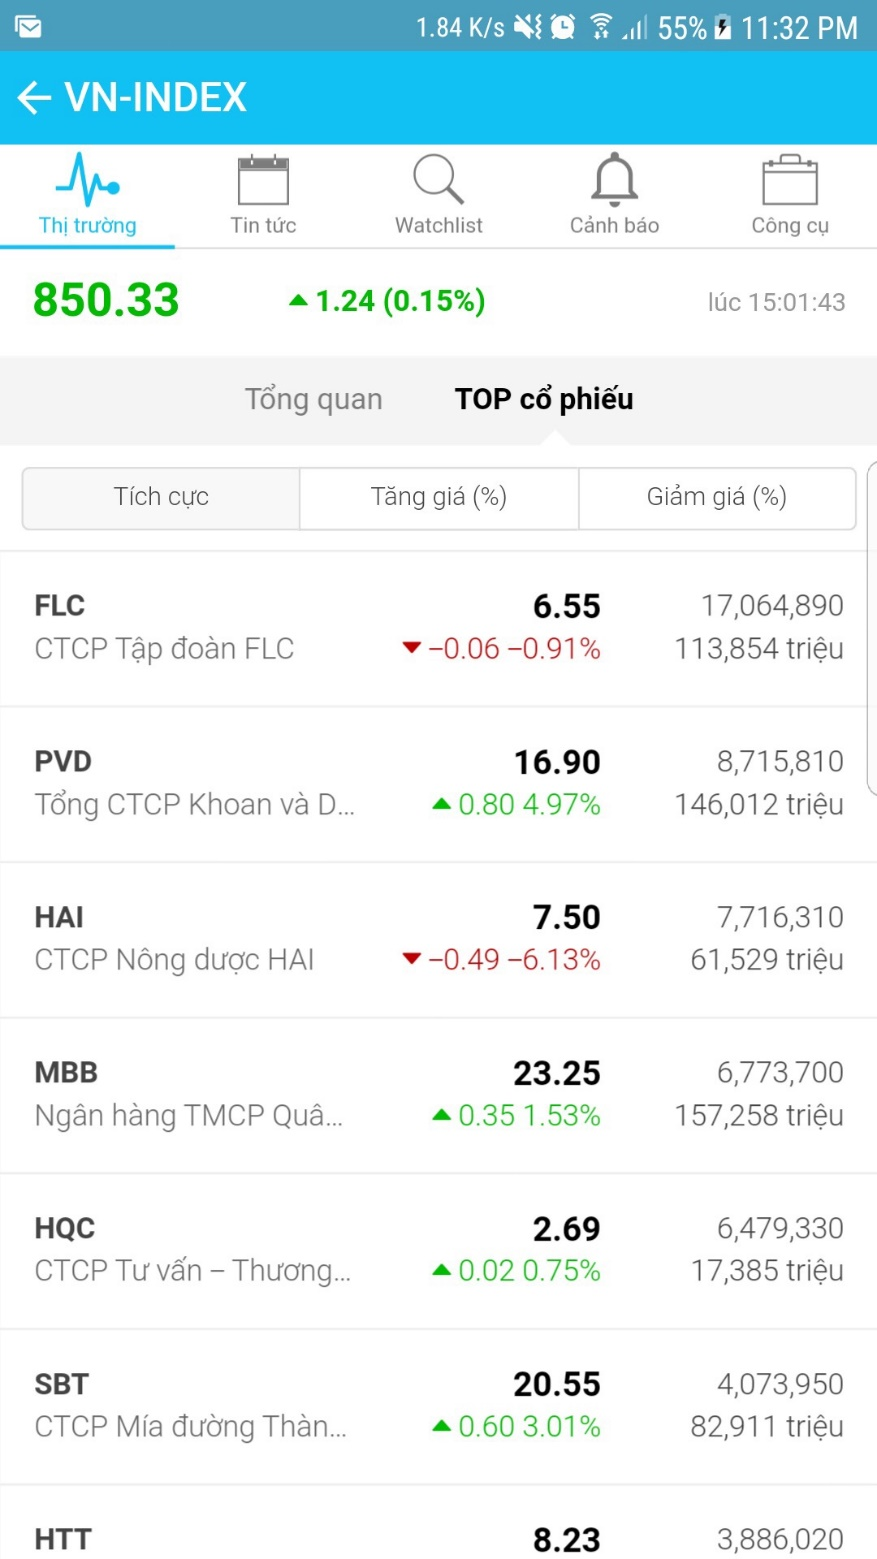 1.84 K/s 55% 11:32 PM
VN-INDEX
Thị trường Tin tức Watchlist Cảnh báo Công cụ
850.33 1.24 (0.15%) lúc 15:01:43
Tổng quan TOP cổ phiếu
Tích cực Tăng giá (%) Giảm giá (%)
FLC 6.55 17,064,890
CTCP Tập đoàn FLC −0.06 −0.91% 113,854 triệu
PVD 16.90 8,715,810
Tổng CTCP Khoan và D... 0.80 4.97% 146,012 triệu
HAI 7.50 7,716,310
CTCP Nông dược HAI −0.49 −6.13% 61,529 triệu
MBB 23.25 6,773,700
Ngân hàng TMCP Quâ... 0.35 1.53% 157,258 triệu
HQC 2.69 6,479,330
CTCP Tư vấn – Thương... 0.02 0.75% 17,385 triệu
SBT 20.55 4,073,950
CTCP Mía đường Thàn... 0.60 3.01% 82,911 triệu
HTT 8.23 3,886,020